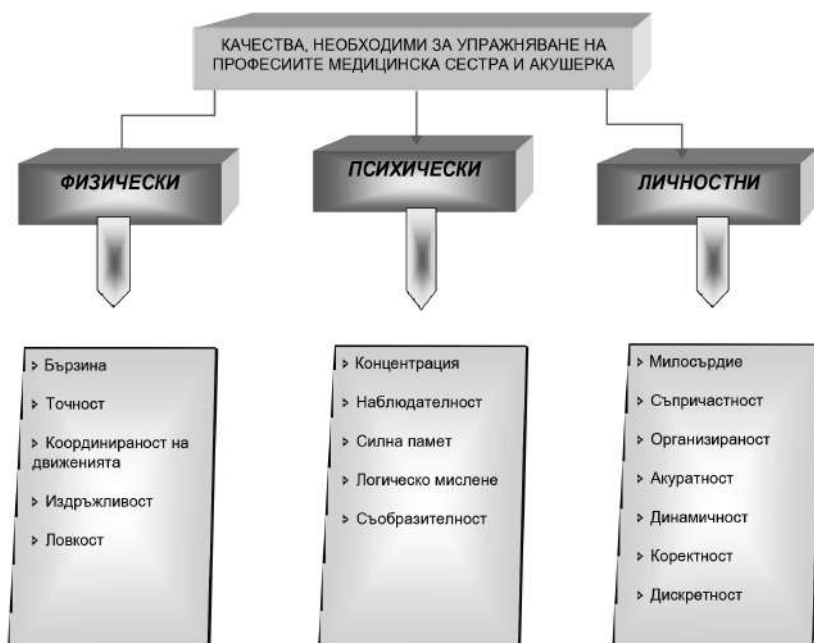 КАЧЕСТВА, НЕОБХОДИМИ ЗА УПРАЖНЯВАНЕ НА
ПРОФЕСИИТЕ МЕДИЦИНСКА СЕСТРА И АКУШЕРКА
ФИЗИЧЕСКИ
Бързина
Точност
Координираност на
движенията
Издръжливост
Ловкост
ПСИХИЧЕСКИ
Концентрация
Наблюдателност
Силна памет
Логическо мислене
Съобразителност
ЛИЧНОСТНИ
Милосърдие
Съпричастност
Организираност
Акуратност
Динамичност
Коректност
Дискретност